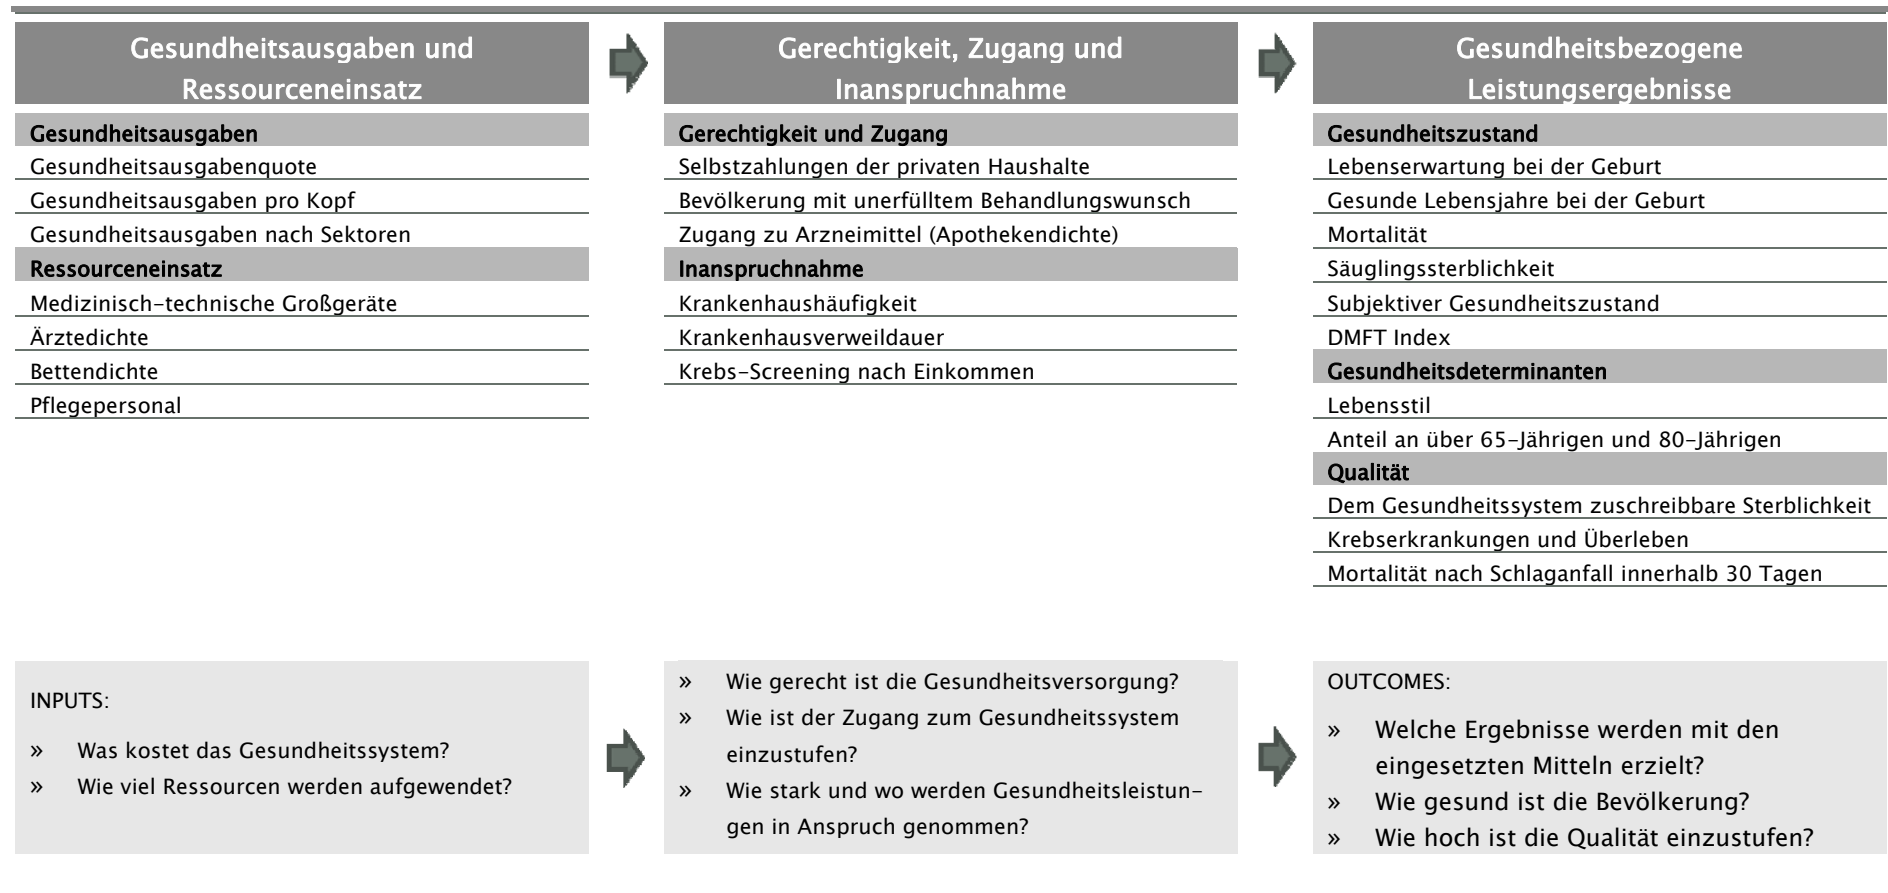 Gesundheitsausgaben und
Ressourceneinsatz
Gesundheitsausgaben
Gesundheitsausgabenquote
Gesundheitsausgaben pro Kopf
Gesundheitsausgaben nach Sektoren
Ressourceneinsatz
Medizinisch-technische Großgeräte
Ärztedichte
Bettendichte
Pflegepersonal
Gerechtigkeit, Zugang und
Inanspruchnahme
Gerechtigkeit und Zugang
Selbstzahlungen der privaten Haushalte
Bevölkerung mit unerfülltem Behandlungswunsch
Zugang zu Arzneimittel (Apothekendichte)
Inanspruchnahme
Krankenhaushäufigkeit
Krankenhausverweildauer
Krebs-Screening nach Einkommen
Gesundheitsbezogene
Leistungsergebnisse
Gesundheitszustand
Lebenserwartung bei der Geburt
Gesunde Lebensjahre bei der Geburt
Mortalität
Säuglingssterblichkeit
Subjektiver Gesundheitszustand
DMFT Index
Gesundheitsdeterminanten
Lebensstil
Anteil an über 65-Jährigen und 80-Jährigen
Qualität
Dem Gesundheitssystem zuschreibbare Sterblichkeit
Krebserkrankungen und Überleben
Mortalität nach Schlaganfall innerhalb 30 Tagen
INPUTS:
» Was kostet das Gesundheitssystem?
» Wie viel Ressourcen werden aufgewendet?
» Wie gerecht ist die Gesundheitsversorgung?
» Wie ist der Zugang zum Gesundheitssystem
einzustufen?
» Wie stark und wo werden Gesundheitsleistun-
gen in Anspruch genommen?
OUTCOMES:
» Welche Ergebnisse werden mit den
eingesetzten Mitteln erzielt?
» Wie gesund ist die Bevölkerung?
» Wie hoch ist die Qualität einzustufen?